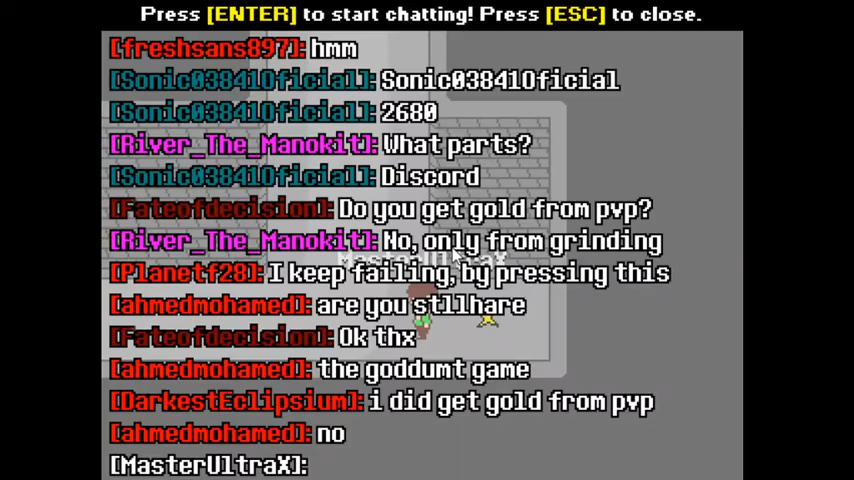 Press [ENTER] to start chatting! Press [ESC] to close.
[freshsans897]: hmm
[Sonic03841Oficial]: Sonic03841Oficial
[Sonic03841Oficial]: 2680
[River_The_Manokit]: What parts?
[Sonic03841Oficial]: Discord
[Fateofdecision]: Do you get gold from pvp?
[River_The_Manokit]: No, only from grinding
MasterUltraX
[Planetf28]: I keep failing, by pressing this
[ahmedmohamed]: are you stllhare
[Fateofdecision]: Ok thx
[ahmedmohamed]: the goddumt game
[DarkestEclipsium]: i did get gold from pvp
[ahmedmohamed]: no
[MasterUltraX]: